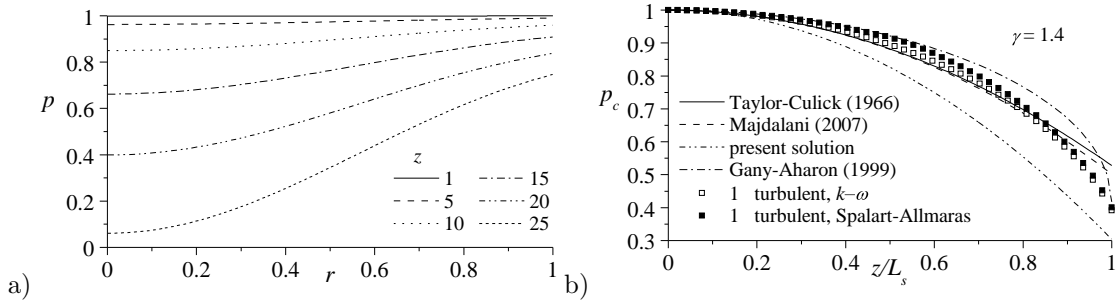 1
0.8
0.6
0.4
0.2
0
p
z
1
5
10
15
20
25
0 0.2 0.4 0.6 0.8 1
r
a)
1
0.9
0.8
0.7
0.6
0.5
0.4
0.3
p_c
γ = 1.4
Taylor-Culick (1966)
Majdalani (2007)
present solution
Gany-Aharon (1999)
1 turbulent, k−ω
1 turbulent, Spalart-Allmaras
0 0.2 0.4 0.6 0.8 1
z/L_s
b)